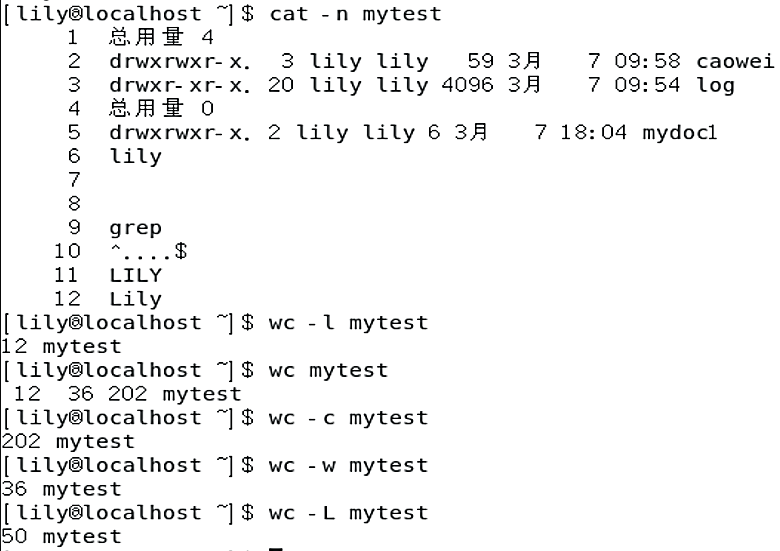 [lily@localhost ~]$ cat -n mytest
     1  总用量 4
     2  drwxrwxr-x.  3 lily lily   59 3月   7 09:58 caowei
     3  drwxr-xr-x. 20 lily lily 4096 3月   7 09:54 log
     4  总用量 0
     5  drwxrwxr-x. 2 lily lily 6 3月   7 18:04 mydoc1
     6  lily
     7
     8
     9  grep
    10  ^....$
    11  LILY
    12  Lily
[lily@localhost ~]$ wc -l mytest
12 mytest
[lily@localhost ~]$ wc mytest
 12  36 202 mytest
[lily@localhost ~]$ wc -c mytest
202 mytest
[lily@localhost ~]$ wc -w mytest
36 mytest
[lily@localhost ~]$ wc -L mytest
50 mytest